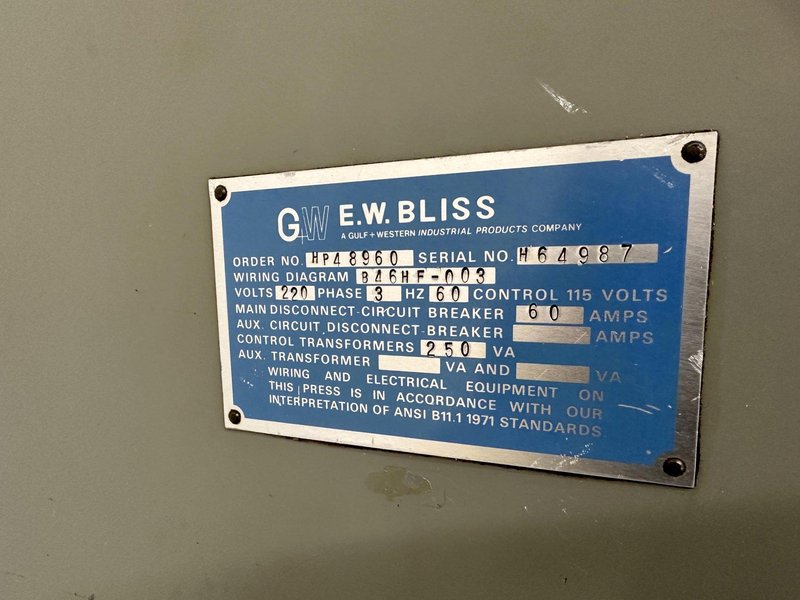 G+W E.W. BLISS
A GULF + WESTERN INDUSTRIAL PRODUCTS COMPANY
ORDER NO. HP48960 SERIAL NO. H64987
WIRING DIAGRAM B46HF-003
VOLTS 220 PHASE 3 HZ 60 CONTROL 115 VOLTS
MAIN DISCONNECT-CIRCUIT BREAKER 60 AMPS
AUX. CIRCUIT DISCONNECT-BREAKER AMPS
CONTROL TRANSFORMERS 250 VA
AUX. TRANSFORMER VA AND VA
WIRING AND ELECTRICAL EQUIPMENT ON
THIS PRESS IS IN ACCORDANCE WITH OUR
INTERPRETATION OF ANSI B11.1 1971 STANDARDS